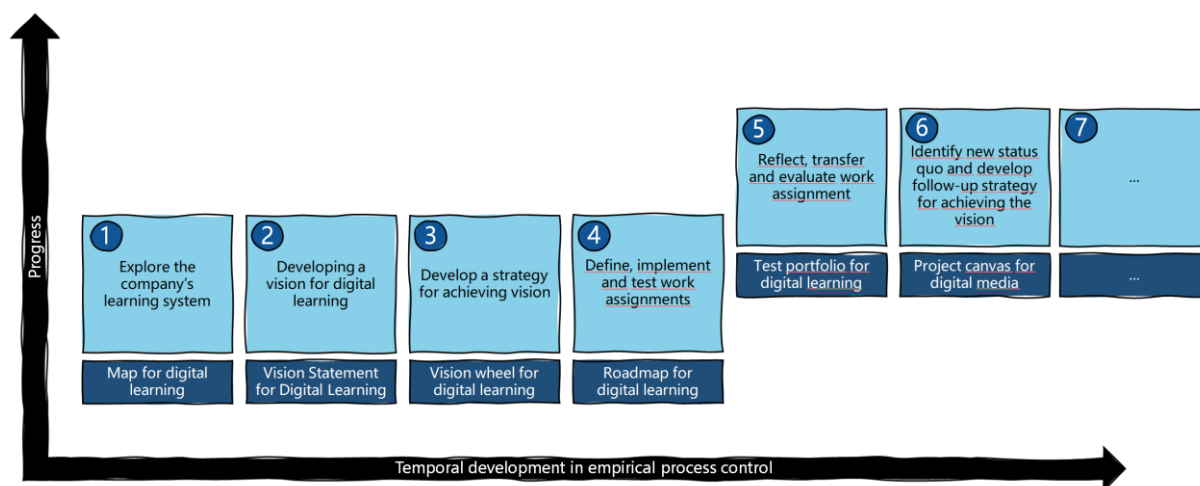 Progress
1
Explore the
company's
learning system
Map for digital
learning
2
Developing a
vision for digital
learning
Vision Statement
for Digital Learning
3
Develop a strategy
for achieving vision
Vision wheel for
digital learning
4
Define, implement
and test work
assignments
Roadmap for
digital learning
5
Reflect, transfer
and evaluate work
assignment
Test portfolio for
digital learning
6
Identify new status
quo and develop
follow-up strategy
for achieving the
vision
Project canvas for
digital media
7
...
...
Temporal development in empirical process control